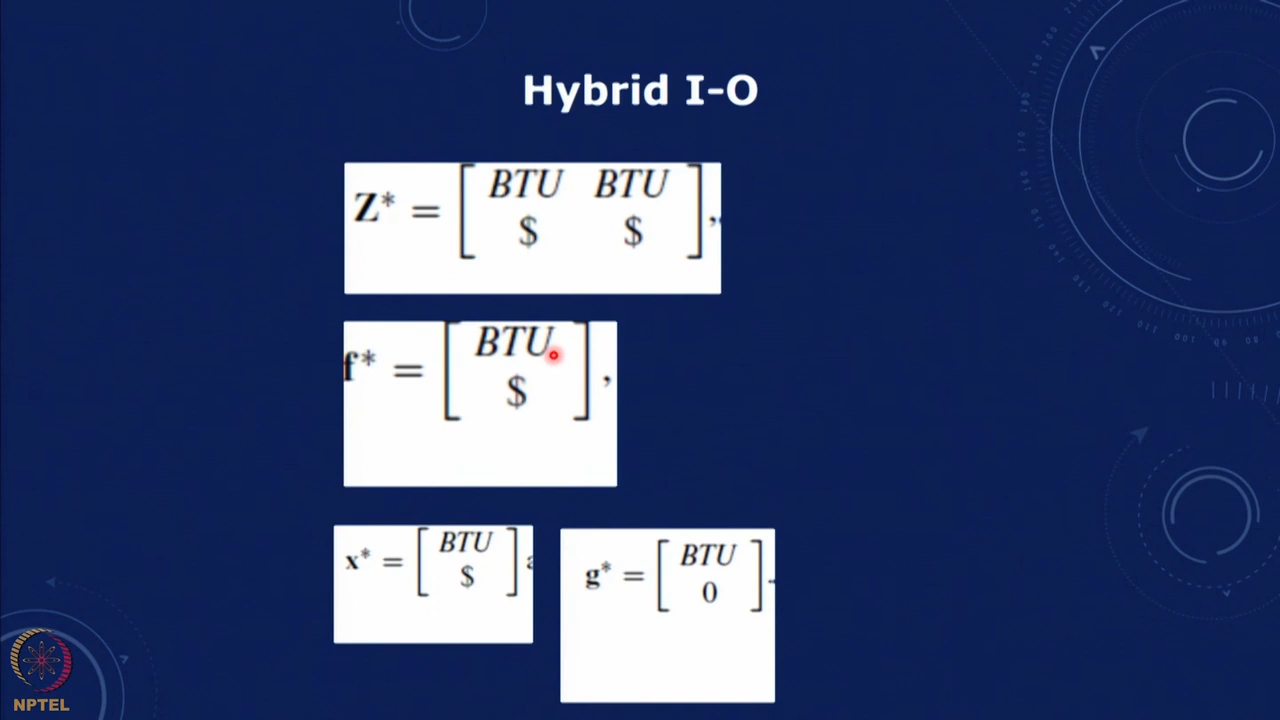 Hybrid I-O
Z* = [ BTU BTU
$ $ ],
f* = [ BTU
$ ],
x* = [ BTU
$ ]
g* = [ BTU
0 ].
NPTEL